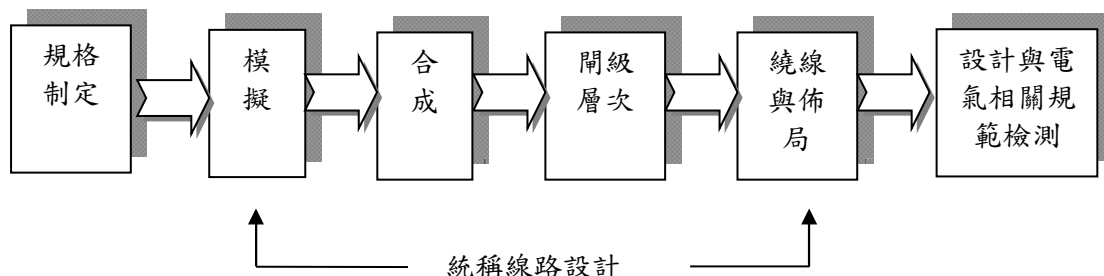 規格
制定
模
擬
合
成
閘級
層次
繞線
與佈
局
設計與電
氣相關規
範檢測
統稱線路設計